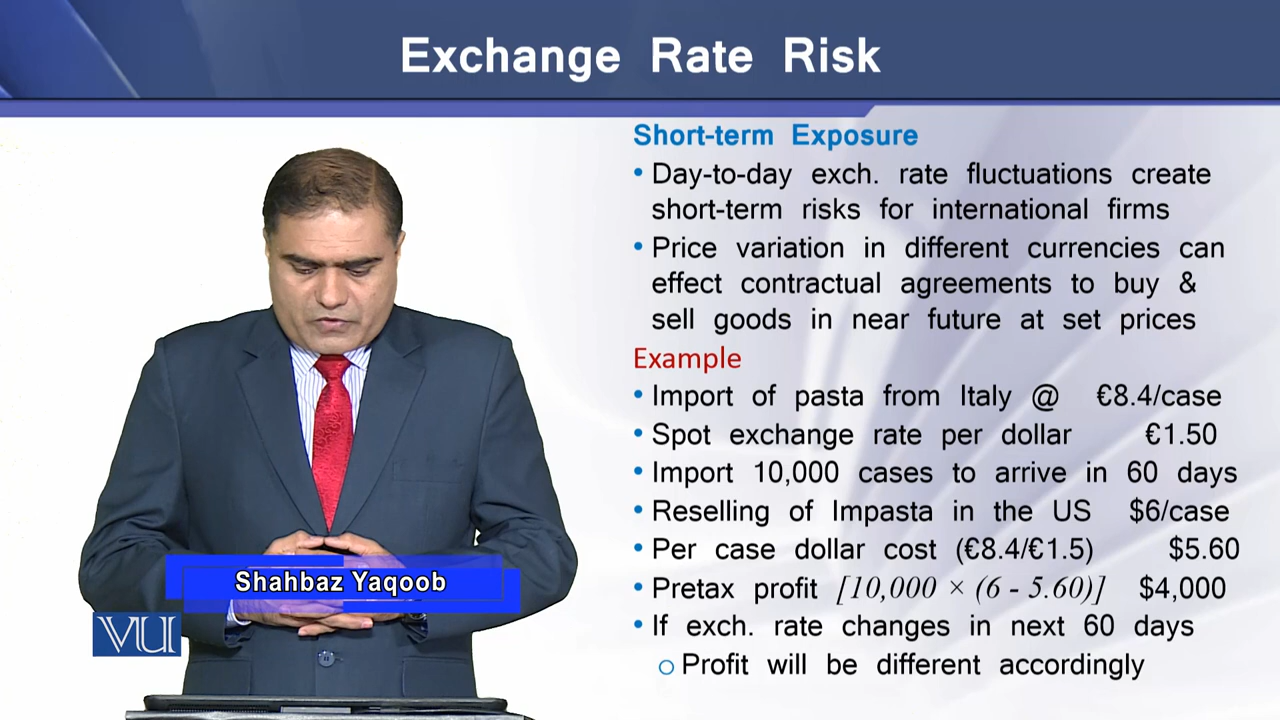 Exchange Rate Risk
Short-term Exposure
• Day-to-day exch. rate fluctuations create
short-term risks for international firms
• Price variation in different currencies can
effect contractual agreements to buy &
sell goods in near future at set prices
Example
• Import of pasta from Italy @ €8.4/case
• Spot exchange rate per dollar €1.50
• Import 10,000 cases to arrive in 60 days
• Reselling of Impasta in the US $6/case
• Per case dollar cost (€8.4/€1.5) $5.60
• Pretax profit [10,000 × (6 - 5.60)] $4,000
• If exch. rate changes in next 60 days
o Profit will be different accordingly
Shahbaz Yaqoob
VU